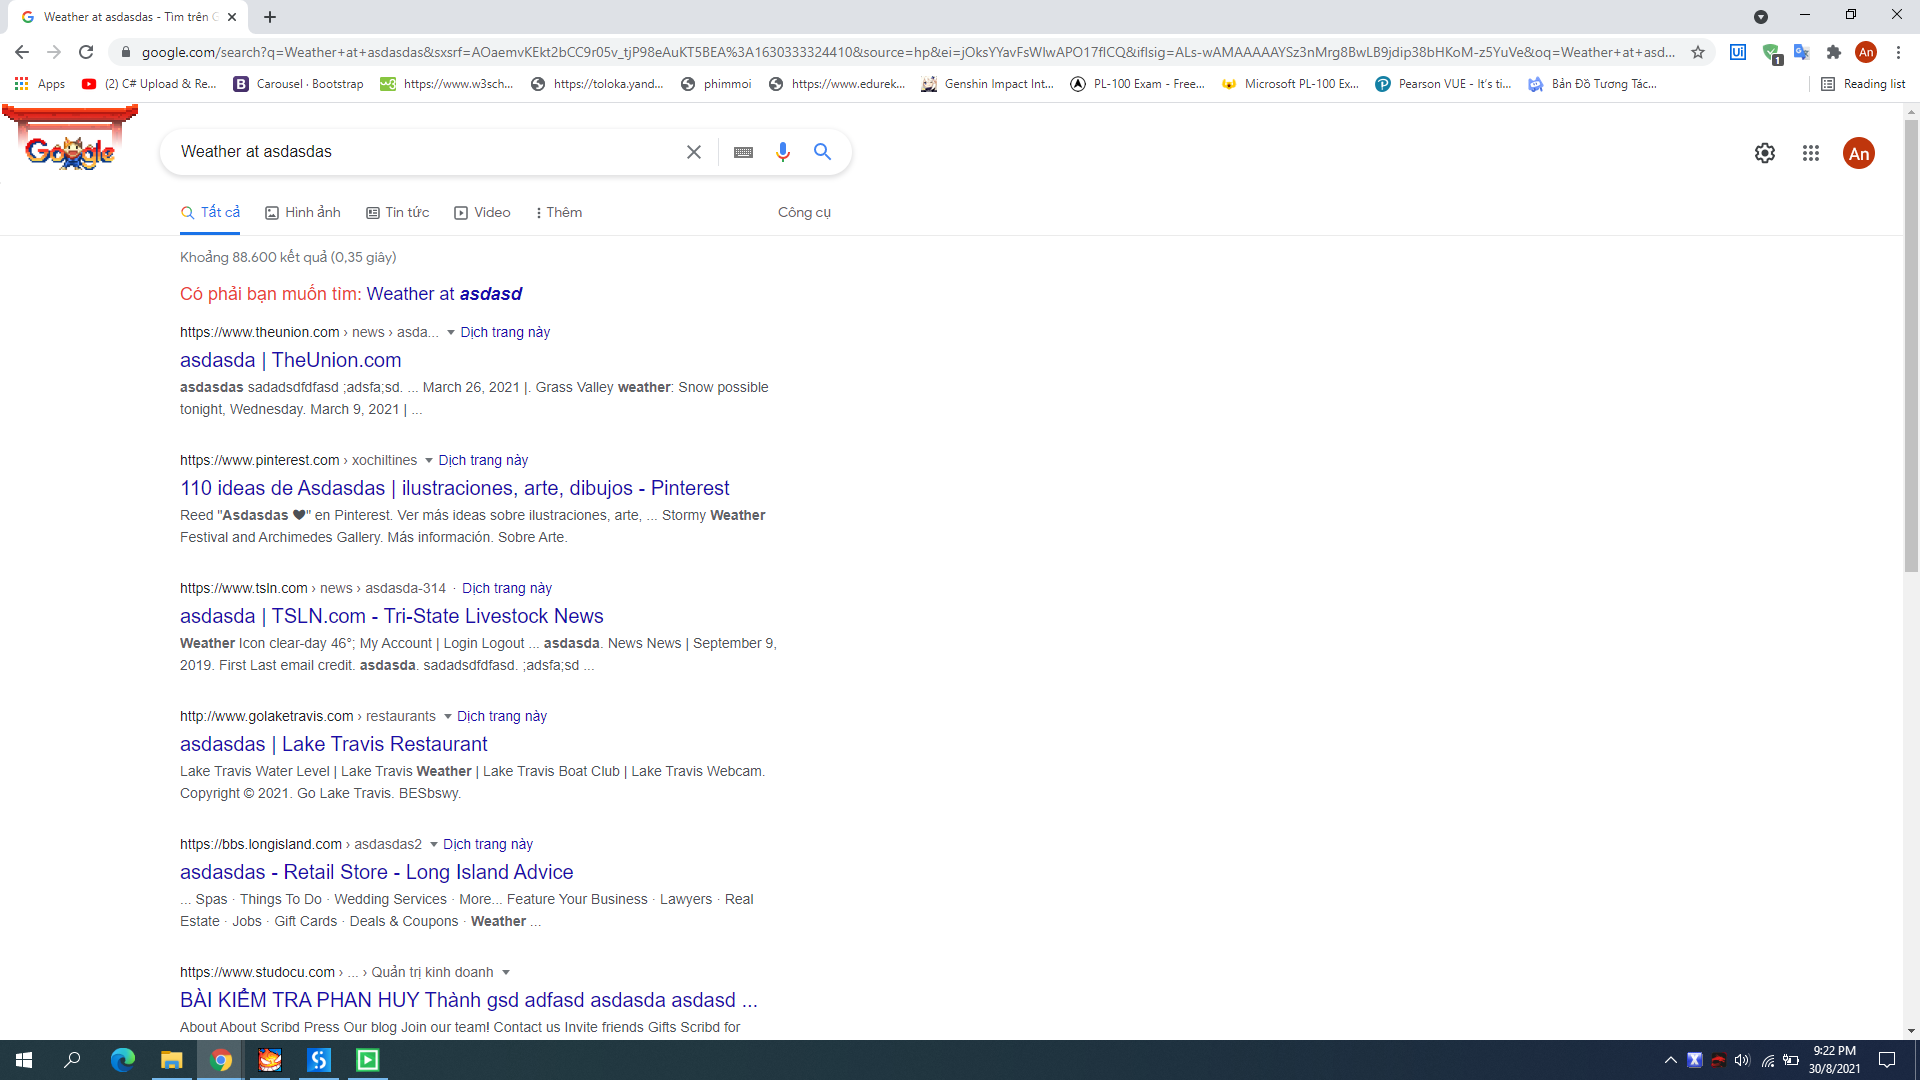 Weather at asdasdas - Tìm trên G
google.com/search?q=Weather+at+asdasdas&sxsrf=AOaemvKEkt2bCC9r05v_tjP98eAuKT5BEA%3A1630333324410&source=hp&ei=jOksYYavFsWlwAPO17fICQ&iflsig=ALs-wAMAAAAAYSz3nMrg8BwLB9jdip38bHKoM-z5YuVe&oq=Weather+at+asd...
Apps (2) C# Upload & Re... Carousel · Bootstrap https://www.w3sch... https://toloka.yand... phimmoi https://www.edurek... Genshin Impact Int... PL-100 Exam - Free... Microsoft PL-100 Ex... Pearson VUE - It's ti... Bản Đồ Tương Tác... Reading list
Google
Weather at asdasdas
An
Tất cả Hình ảnh Tin tức Video Thêm Công cụ
Khoảng 88.600 kết quả (0,35 giây)
Có phải bạn muốn tìm: Weather at asdasd
https://www.theunion.com › news › asda... Dịch trang này
asdasda | TheUnion.com
asdasdas sadadsdfdfasd ;adsfa;sd. ... March 26, 2021 |. Grass Valley weather: Snow possible
tonight, Wednesday. March 9, 2021 | ...
https://www.pinterest.com › xochiltines Dịch trang này
110 ideas de Asdasdas | ilustraciones, arte, dibujos - Pinterest
Reed "Asdasdas ❤" en Pinterest. Ver más ideas sobre ilustraciones, arte, ... Stormy Weather
Festival and Archimedes Gallery. Más información. Sobre Arte.
https://www.tsln.com › news › asdasda-314 · Dịch trang này
asdasda | TSLN.com - Tri-State Livestock News
Weather Icon clear-day 46°; My Account | Login Logout ... asdasda. News News | September 9,
2019. First Last email credit. asdasda. sadadsdfdfasd. ;adsfa;sd ...
http://www.golaketravis.com › restaurants Dịch trang này
asdasdas | Lake Travis Restaurant
Lake Travis Water Level | Lake Travis Weather | Lake Travis Boat Club | Lake Travis Webcam.
Copyright © 2021. Go Lake Travis. BESbswy.
https://bbs.longisland.com › asdasdas2 Dịch trang này
asdasdas - Retail Store - Long Island Advice
... Spas · Things To Do · Wedding Services · More... Feature Your Business · Lawyers · Real
Estate · Jobs · Gift Cards · Deals & Coupons · Weather ...
https://www.studocu.com › ... › Quản trị kinh doanh
BÀI KIỂM TRA PHAN HUY Thành gsd adfasd asdasda asdasd ...
About About Scribd Press Our blog Join our team! Contact us Invite friends Gifts Scribd for
9:22 PM
30/8/2021